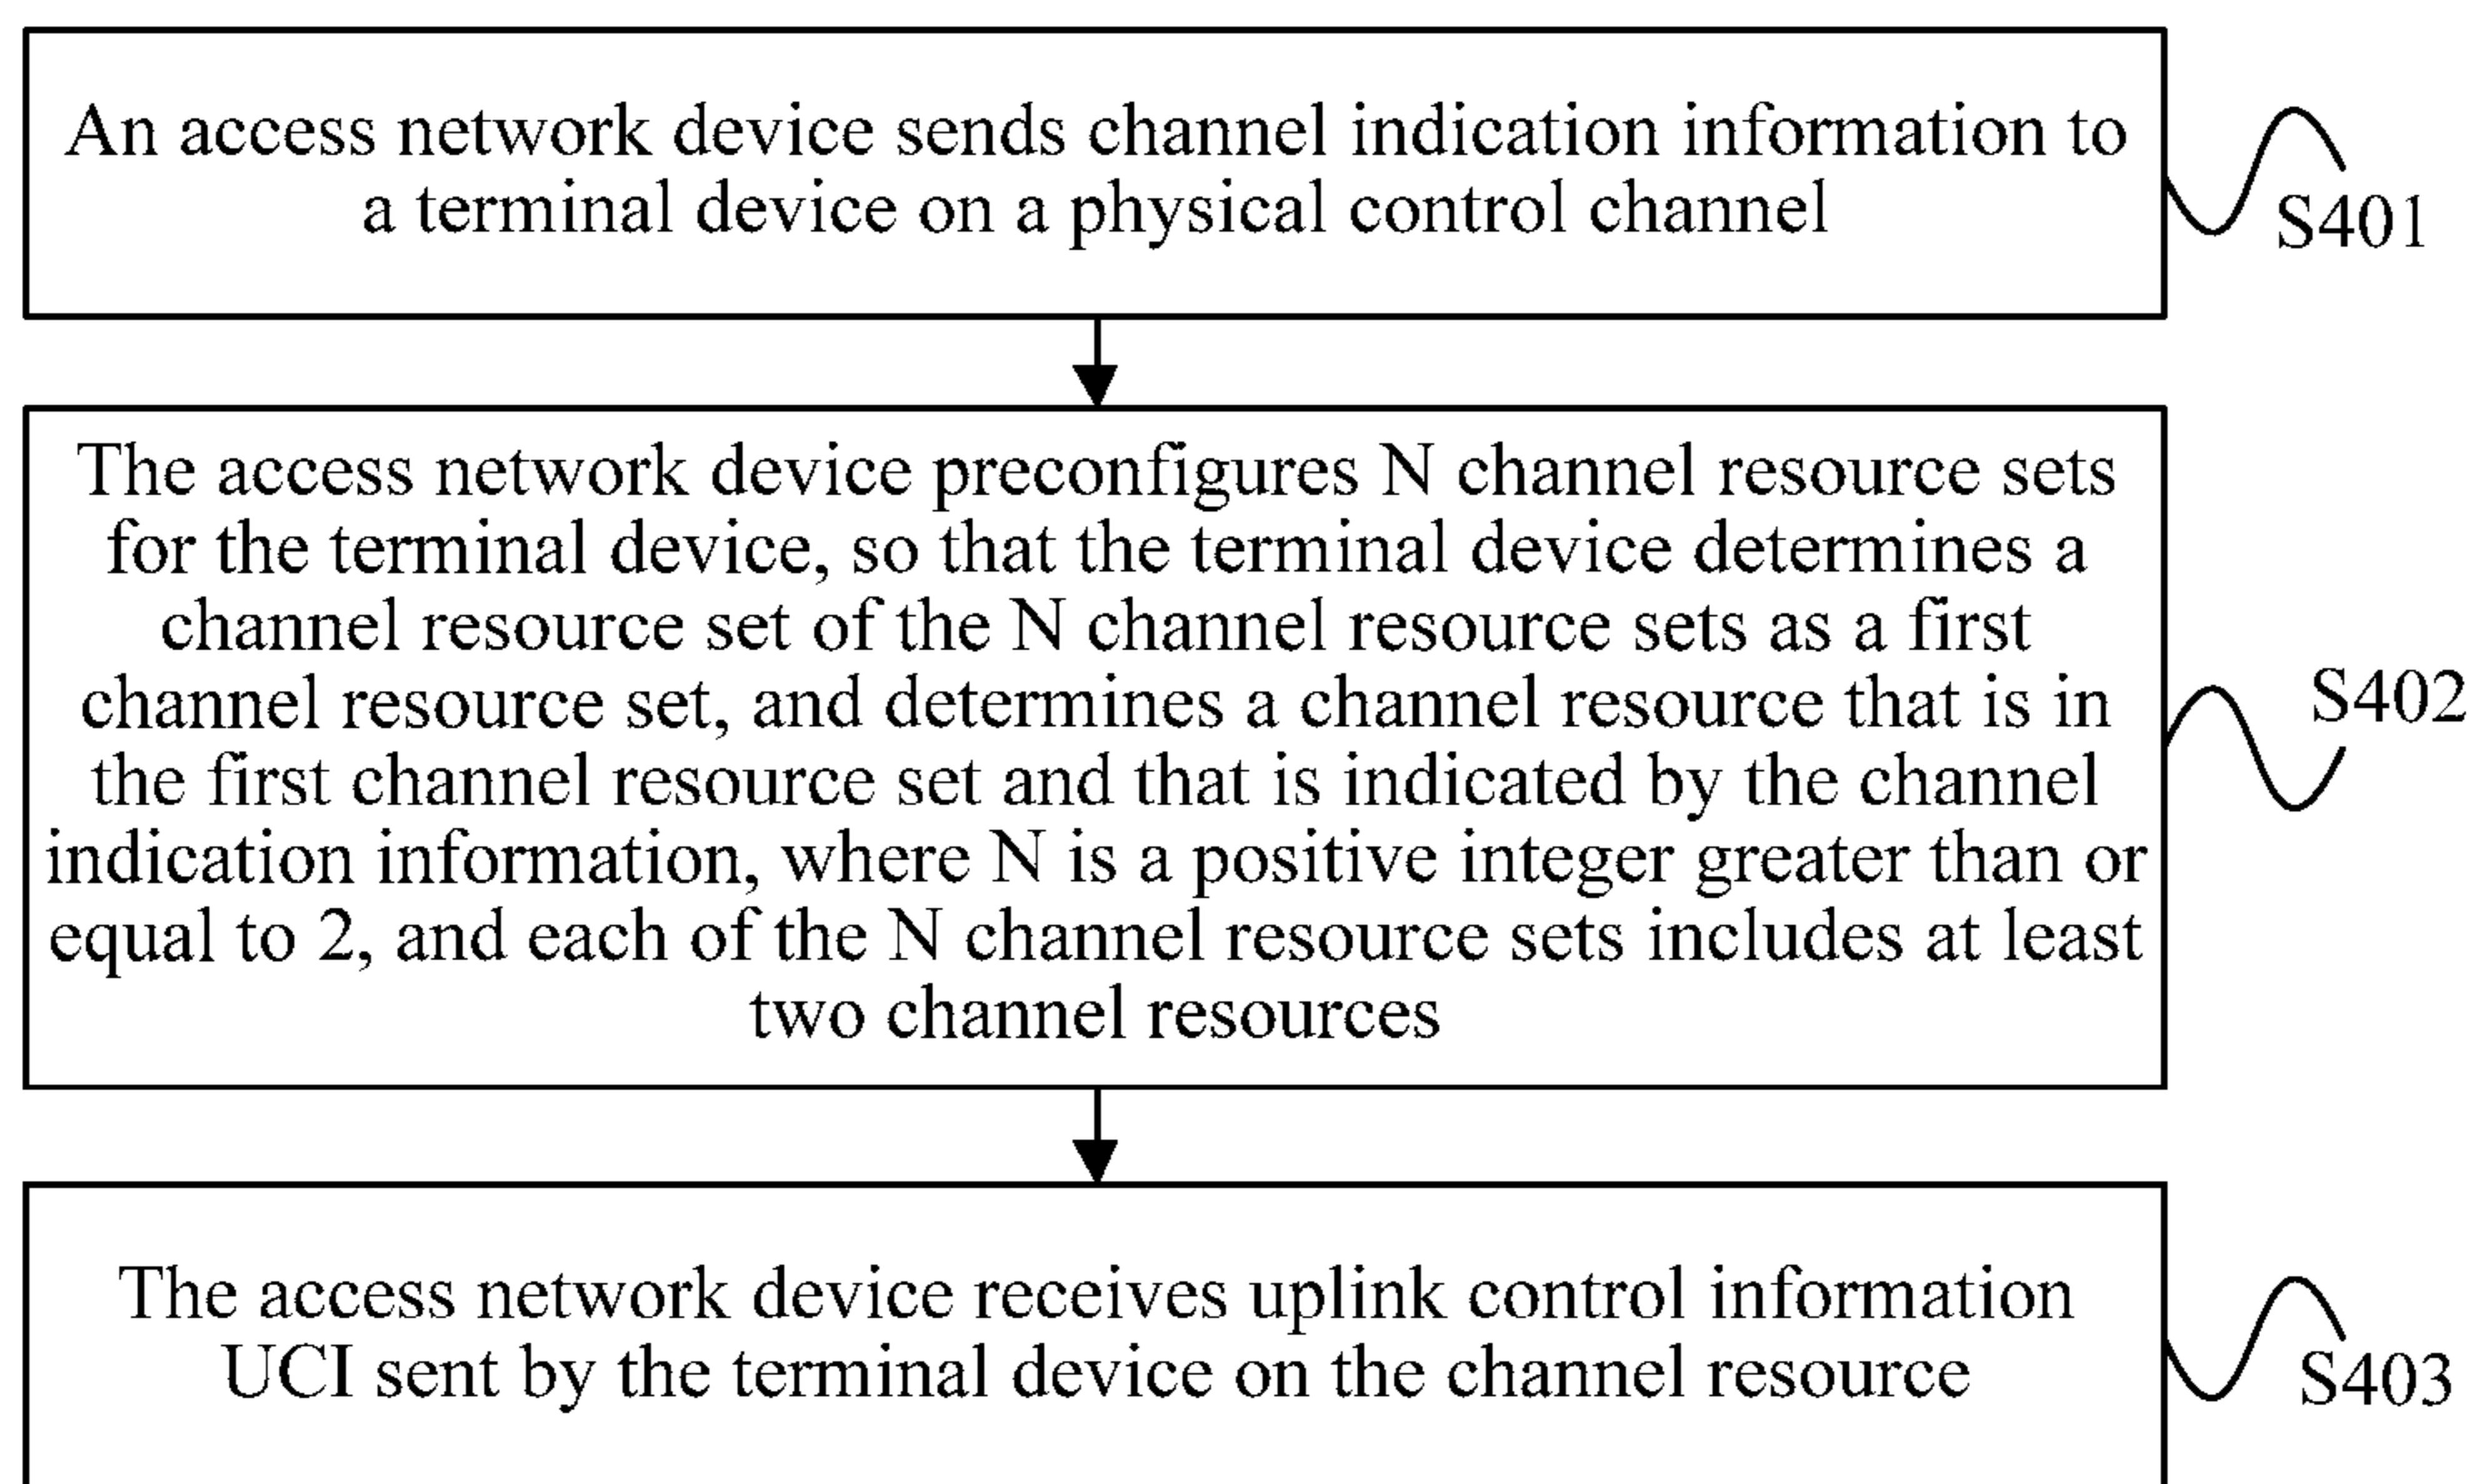 An access network device sends channel indication information to
a terminal device on a physical control channel
S401
The access network device preconfigures N channel resource sets
for the terminal device, so that the terminal device determines a
channel resource set of the N channel resource sets as a first
channel resource set, and determines a channel resource that is in
the first channel resource set and that is indicated by the channel
indication information, where N is a positive integer greater than or
equal to 2, and each of the N channel resource sets includes at least
two channel resources
S402
The access network device receives uplink control information
UCI sent by the terminal device on the channel resource
S403